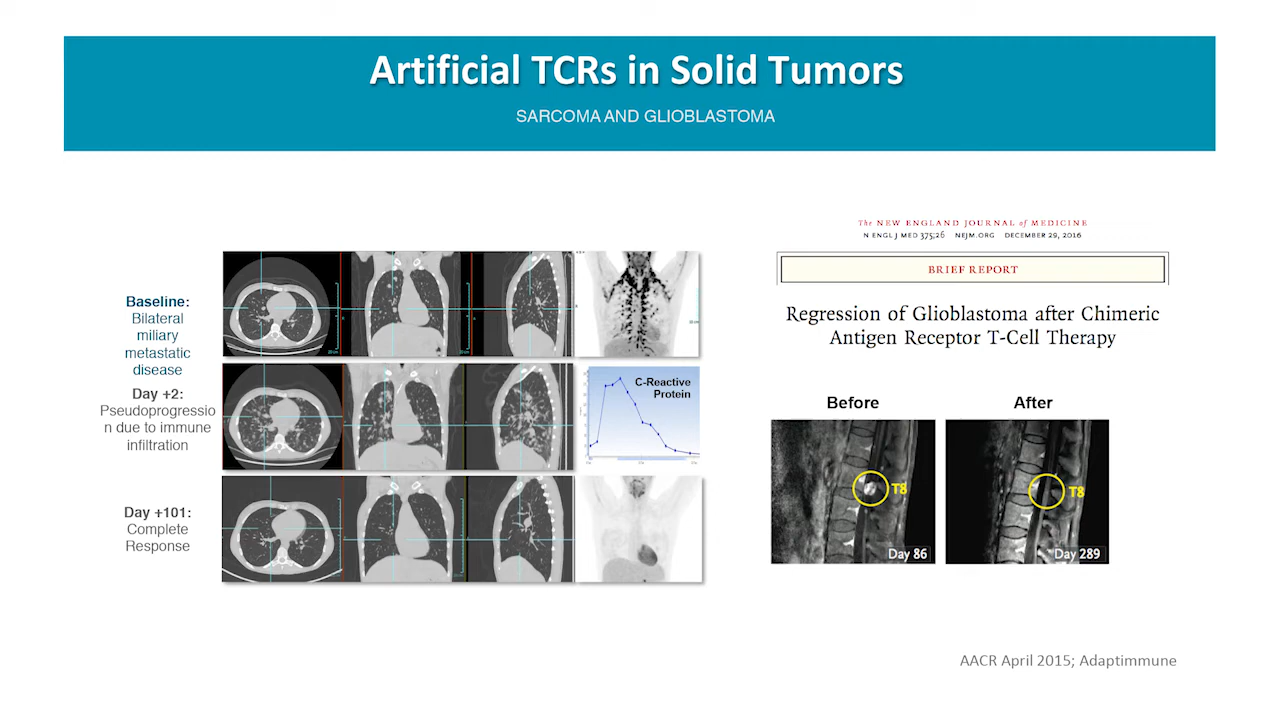 Artificial TCRs in Solid Tumors
SARCOMA AND GLIOBLASTOMA
Baseline:
Bilateral
miliary
metastatic
disease
Day +2:
Pseudoprogressio
n due to immune
infiltration
Day +101:
Complete
Response
C-Reactive
Protein
The NEW ENGLAND JOURNAL of MEDICINE
N ENGL J MED 375;26 NEJM.ORG DECEMBER 29, 2016
BRIEF REPORT
Regression of Glioblastoma after Chimeric
Antigen Receptor T-Cell Therapy
Before
After
T8
Day 86
T8
Day 289
AACR April 2015; Adaptimmune